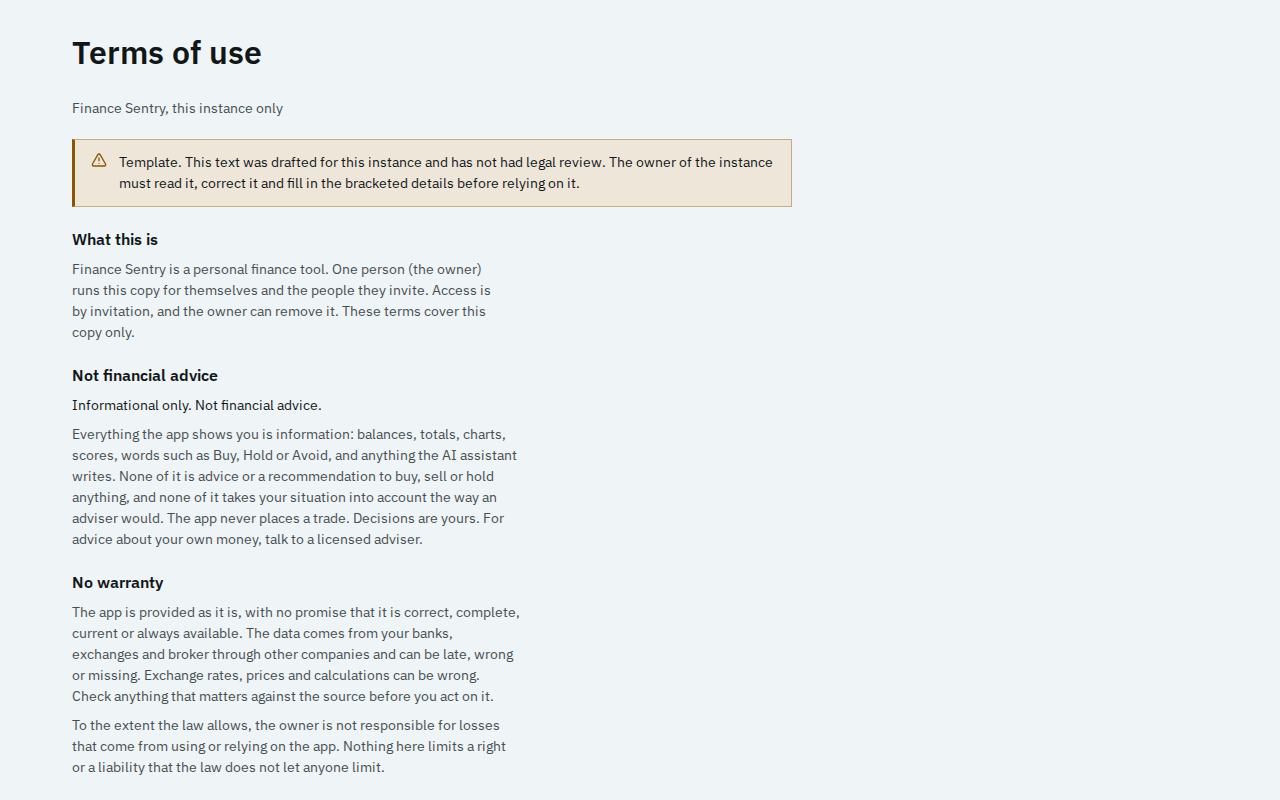 Terms of use
Finance Sentry, this instance only
Template. This text was drafted for this instance and has not had legal review. The owner of the instance
must read it, correct it and fill in the bracketed details before relying on it.
What this is
Finance Sentry is a personal finance tool. One person (the owner)
runs this copy for themselves and the people they invite. Access is
by invitation, and the owner can remove it. These terms cover this
copy only.
Not financial advice
Informational only. Not financial advice.
Everything the app shows you is information: balances, totals, charts,
scores, words such as Buy, Hold or Avoid, and anything the AI assistant
writes. None of it is advice or a recommendation to buy, sell or hold
anything, and none of it takes your situation into account the way an
adviser would. The app never places a trade. Decisions are yours. For
advice about your own money, talk to a licensed adviser.
No warranty
The app is provided as it is, with no promise that it is correct, complete,
current or always available. The data comes from your banks,
exchanges and broker through other companies and can be late, wrong
or missing. Exchange rates, prices and calculations can be wrong.
Check anything that matters against the source before you act on it.
To the extent the law allows, the owner is not responsible for losses
that come from using or relying on the app. Nothing here limits a right
or a liability that the law does not let anyone limit.